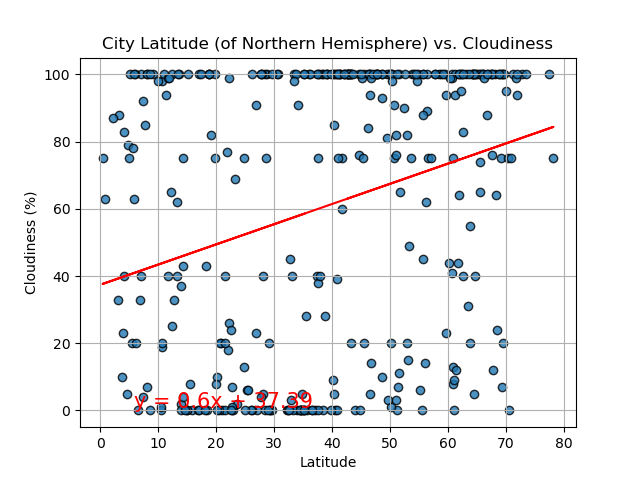 City Latitude (of Northern Hemisphere) vs. Cloudiness
100
80
60
40
20
0
Cloudiness (%)
y = 0.6x + 37.39
0 10 20 30 40 50 60 70 80
Latitude